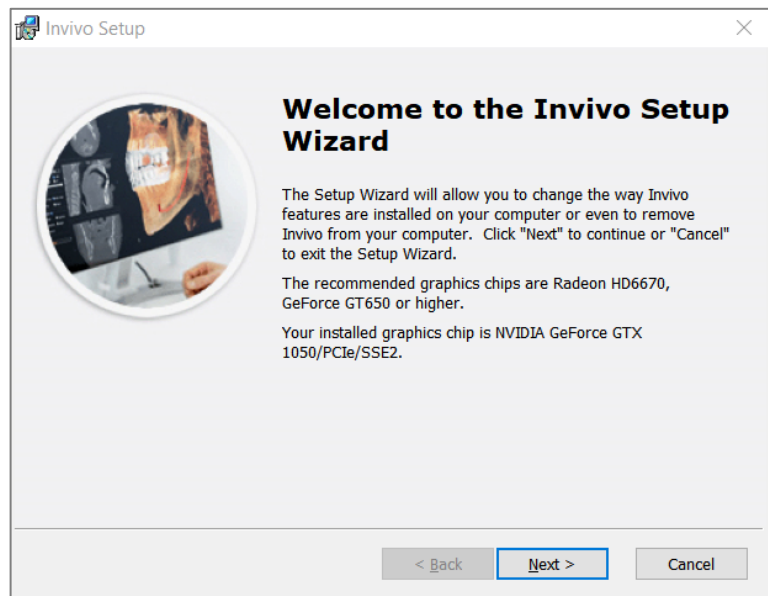 Invivo Setup
Welcome to the Invivo Setup
Wizard
The Setup Wizard will allow you to change the way Invivo
features are installed on your computer or even to remove
Invivo from your computer.  Click "Next" to continue or "Cancel"
to exit the Setup Wizard.
The recommended graphics chips are Radeon HD6670,
GeForce GT650 or higher.
Your installed graphics chip is NVIDIA GeForce GTX
1050/PCIe/SSE2.
< Back
Next >
Cancel